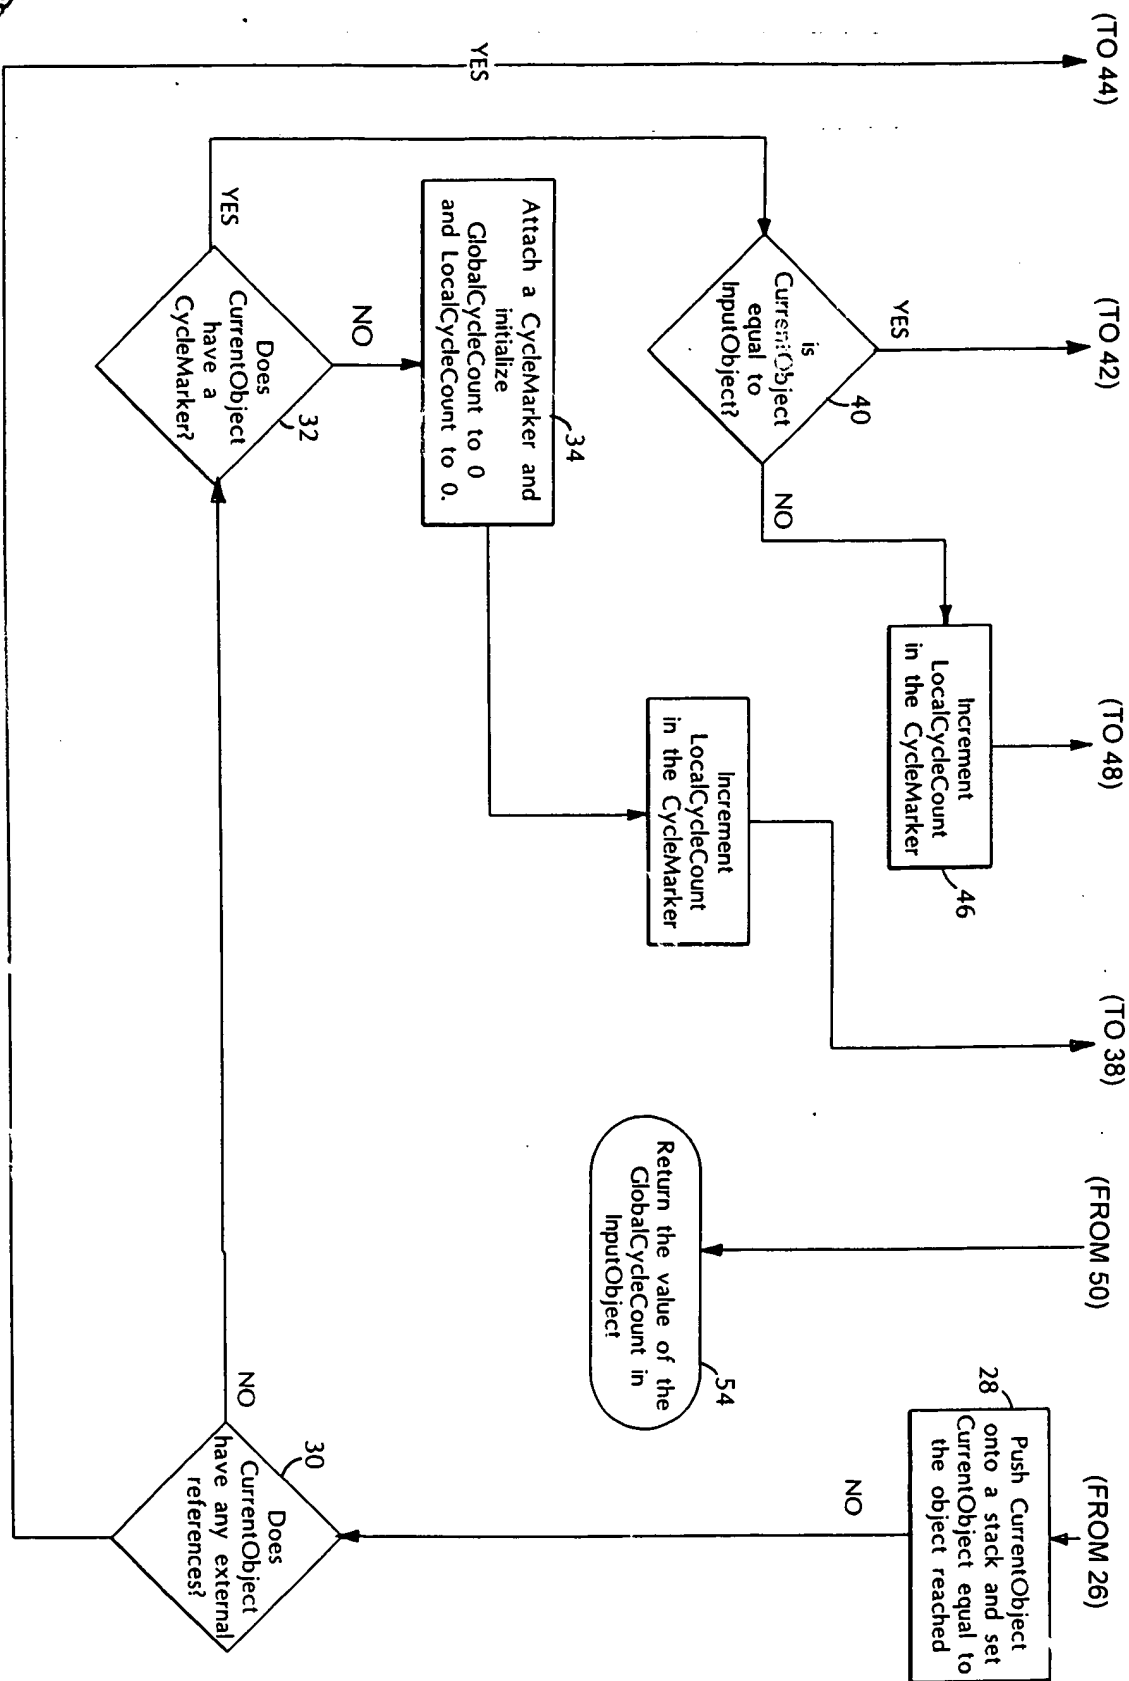 (TO 44)
(TO 42)
(TO 48)
(TO 38)
(FROM 50)
(FROM 26)
28
Push CurrentObject
onto a stack and set
CurrentObject equal to
the object reached
NO
Increment
LocalCycleCount
in the CycleMarker
46
YES
is
CurrentObject
equal to
InputObject?
40
NO
Increment
LocalCycleCount
in the CycleMarker
Return the value of the
GlobalCycleCount in
InputObject
54
Attach a CycleMarker and
initialize
GlobalCycleCount to 0
and LocalCycleCount to 0.
34
YES
NO
Does
CurrentObject
have a
CycleMarker?
32
YES
NO
Does
CurrentObject
have any external
references?
30